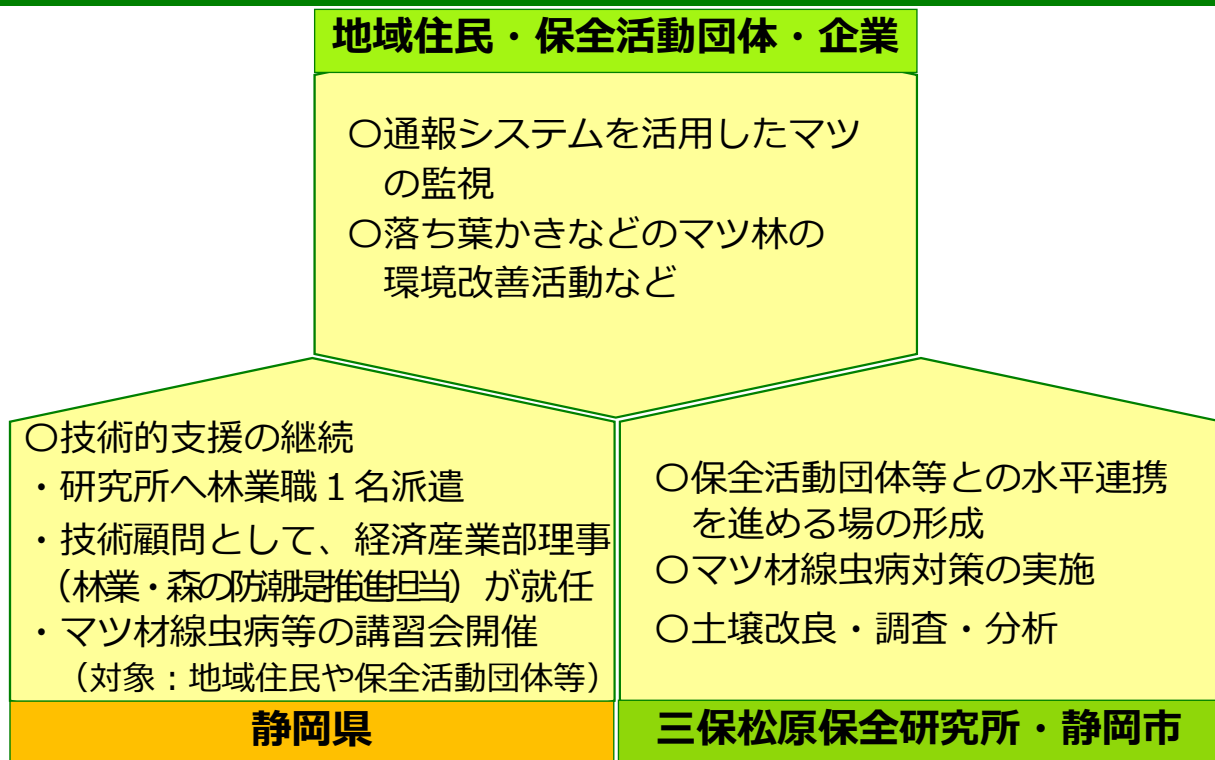 地域住民・保全活動団体・企業
〇通報システムを活用したマツ
の監視
〇落ち葉かきなどのマツ林の
環境改善活動など
〇技術的支援の継続
・研究所へ林業職１名派遣
・技術顧問として、経済産業部理事
（林業・森の防潮堤推進担当）が就任
・マツ材線虫病等の講習会開催
（対象：地域住民や保全活動団体等）
静岡県
〇保全活動団体等との水平連携
を進める場の形成
〇マツ材線虫病対策の実施
〇土壌改良・調査・分析
三保松原保全研究所・静岡市